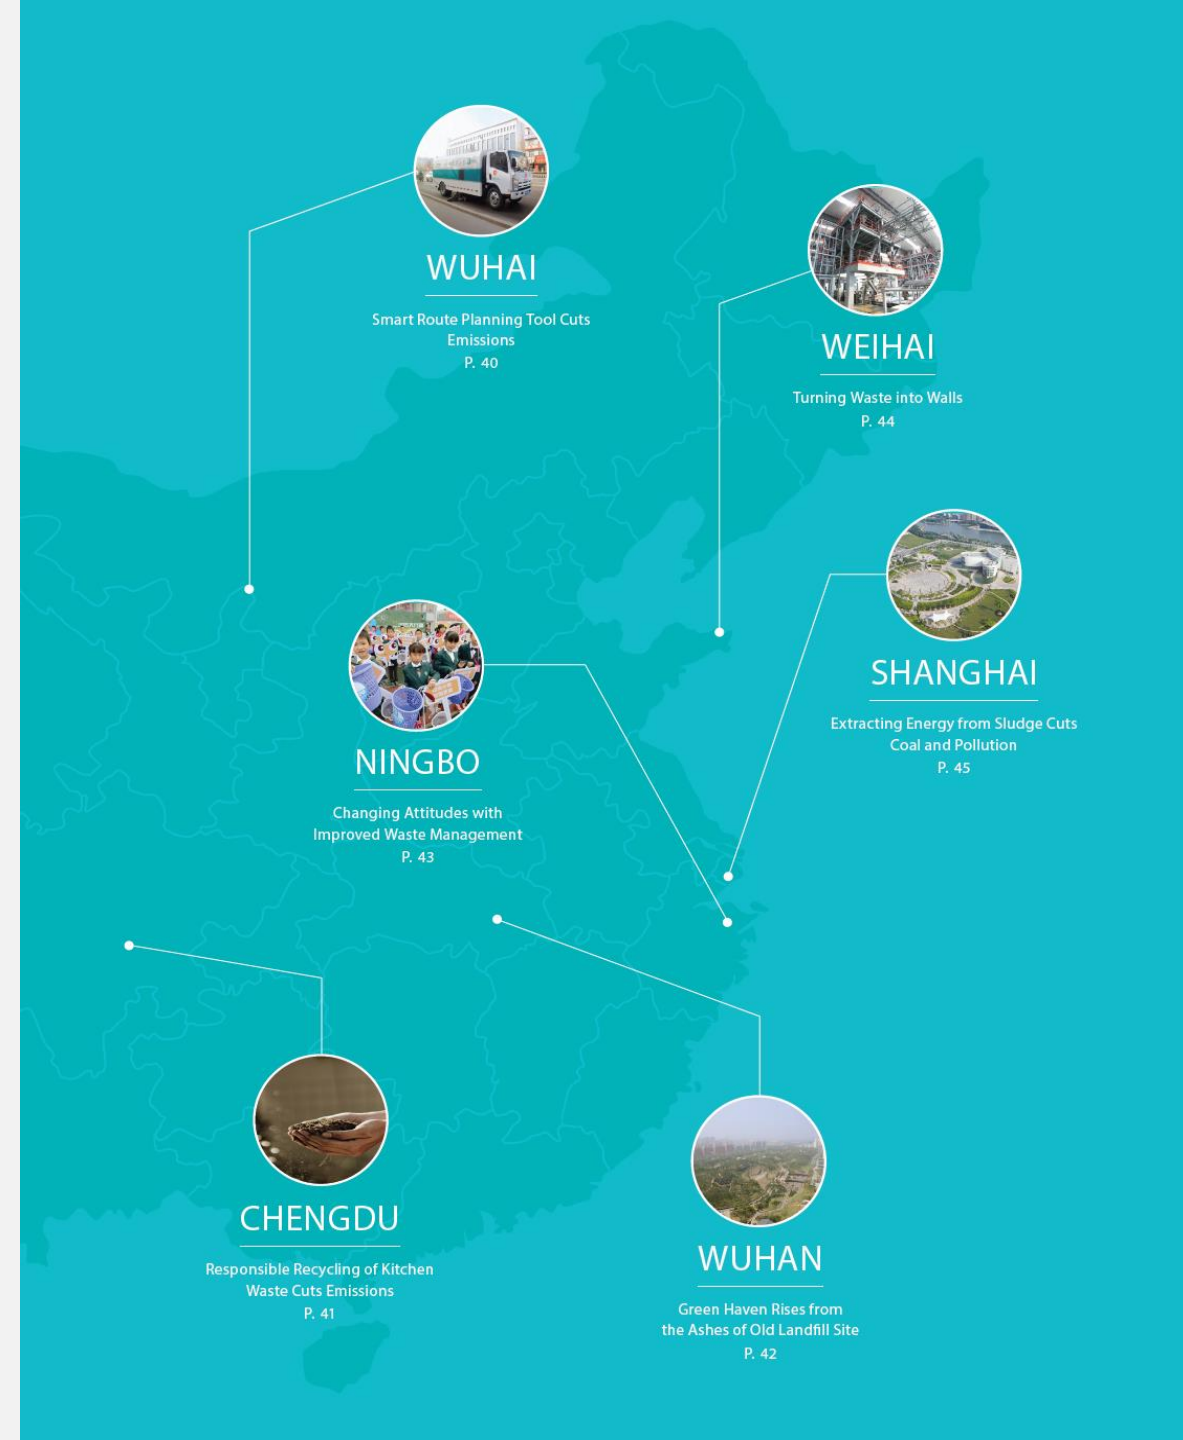 WUHAI
Smart Route Planning Tool Cuts
Emissions
P. 40
WEIHAI
Turning Waste into Walls
P. 44
SHANGHAI
Extracting Energy from Sludge Cuts
Coal and Pollution
P. 45
NINGBO
Changing Attitudes with
Improved Waste Management
P. 43
CHENGDU
Responsible Recycling of Kitchen
Waste Cuts Emissions
P. 41
WUHAN
Green Haven Rises from
the Ashes of Old Landfill Site
P. 42